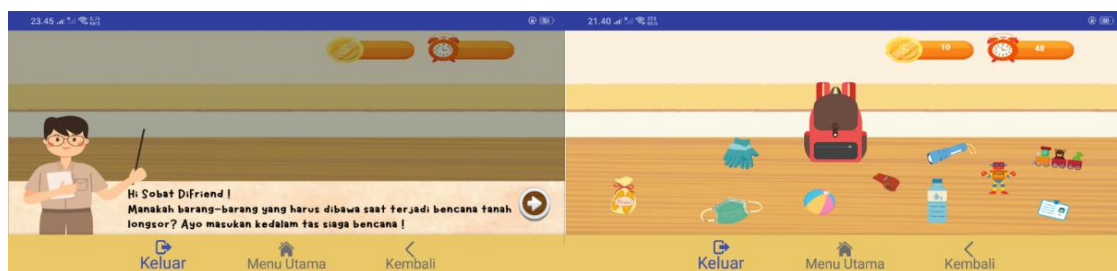 23.45
Hi Sobat DiFriend !
Manakah barang-barang yang harus dibawa saat terjadi bencana tanah
longsor? Ayo masukan kedalam tas siaga bencana !
Keluar
Menu Utama
Kembali
21.40
10
48
Keluar
Menu Utama
Kembali